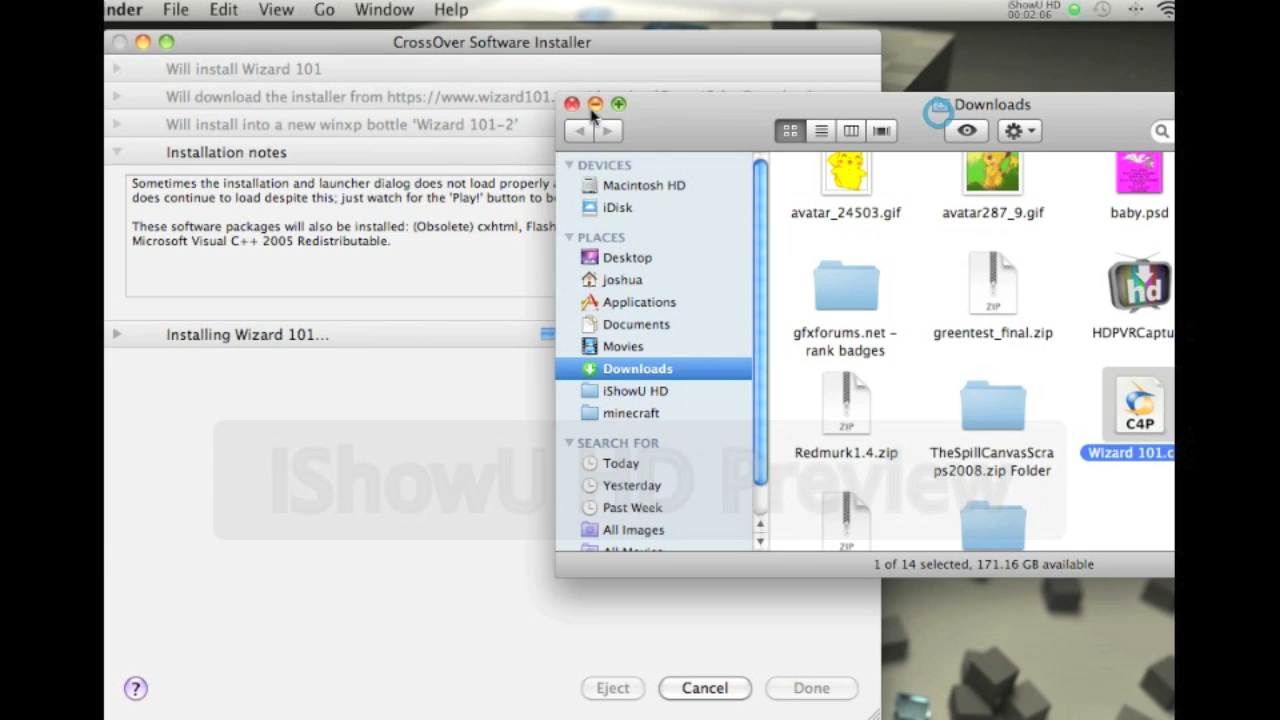 nder File Edit View Go Window Help
iShowU HD
00:02:06
CrossOver Software Installer
Will install Wizard 101
Will download the installer from https://www.wizard101.
Will install into a new winxp bottle 'Wizard 101-2'
Installation notes
Sometimes the installation and launcher dialog does not load properly
does continue to load despite this; just watch for the 'Play!' button to
These software packages will also be installed: (Obsolete) cxhtml, Flash
Microsoft Visual C++ 2005 Redistributable.
Installing Wizard 101...
Eject Cancel Done
?
Downloads
DEVICES
Macintosh HD
iDisk
PLACES
Desktop
joshua
Applications
Documents
Movies
Downloads
iShowU HD
minecraft
SEARCH FOR
Today
Yesterday
Past Week
All Images
All Movies
avatar_24503.gif
avatar287_9.gif
baby.psd
gfxforums.net –
rank badges
ZIP
greentest_final.zip
hd
HDPVRCaptu
ZIP
Redmurk1.4.zip
TheSpillCanvasScra
ps2008.zip Folder
C4P
Wizard 101.c
ZIP
1 of 14 selected, 171.16 GB available
IShowU HD Preview